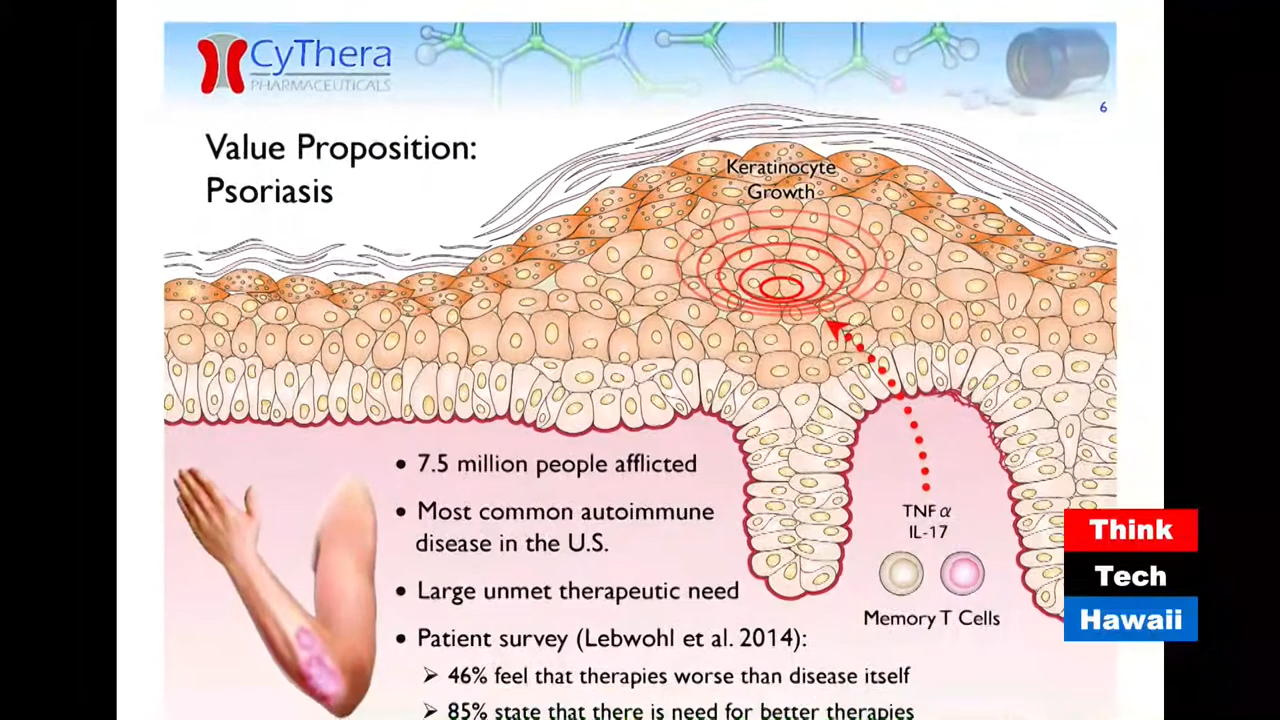 CyThera
PHARMACEUTICALS
6
Value Proposition:
Psoriasis
Keratinocyte
Growth
• 7.5 million people afflicted
• Most common autoimmune
disease in the U.S.
• Large unmet therapeutic need
• Patient survey (Lebwohl et al. 2014):
➢ 46% feel that therapies worse than disease itself
➢ 85% state that there is need for better therapies
TNF α
IL-17
Memory T Cells
Think
Tech
Hawaii